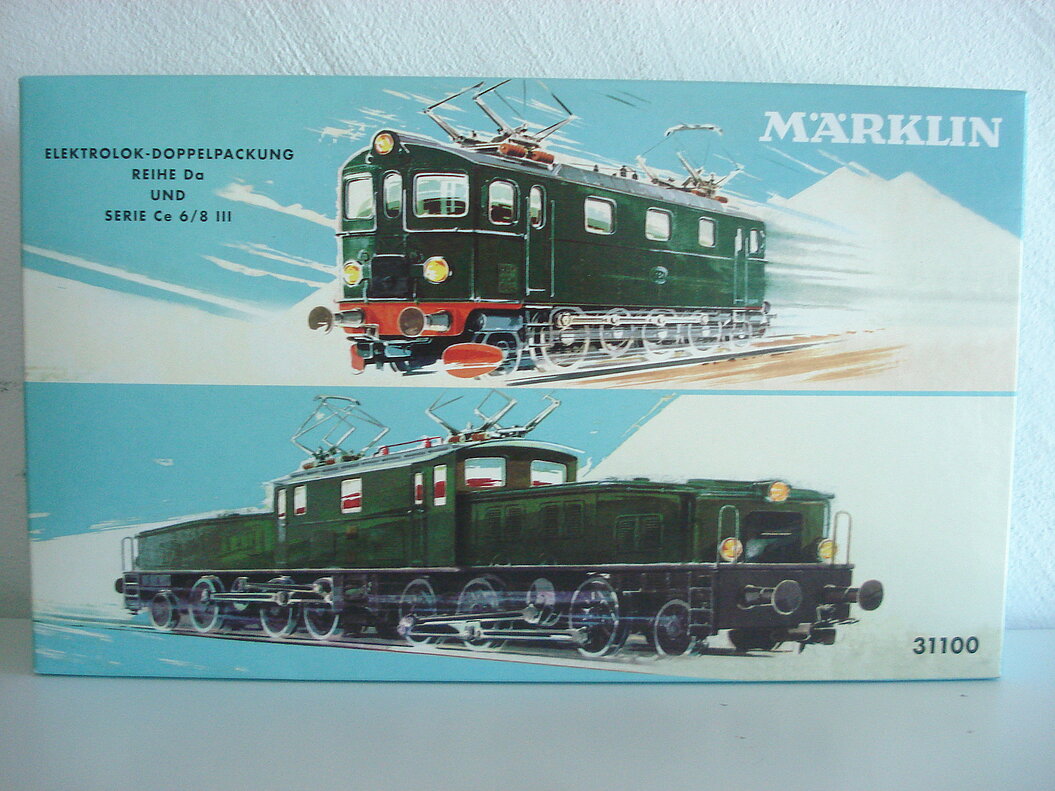 ELEKTROLOK-DOPPELPACKUNG
REIHE Da
UND
SERIE Ce 6/8 III
MÄRKLIN
31100